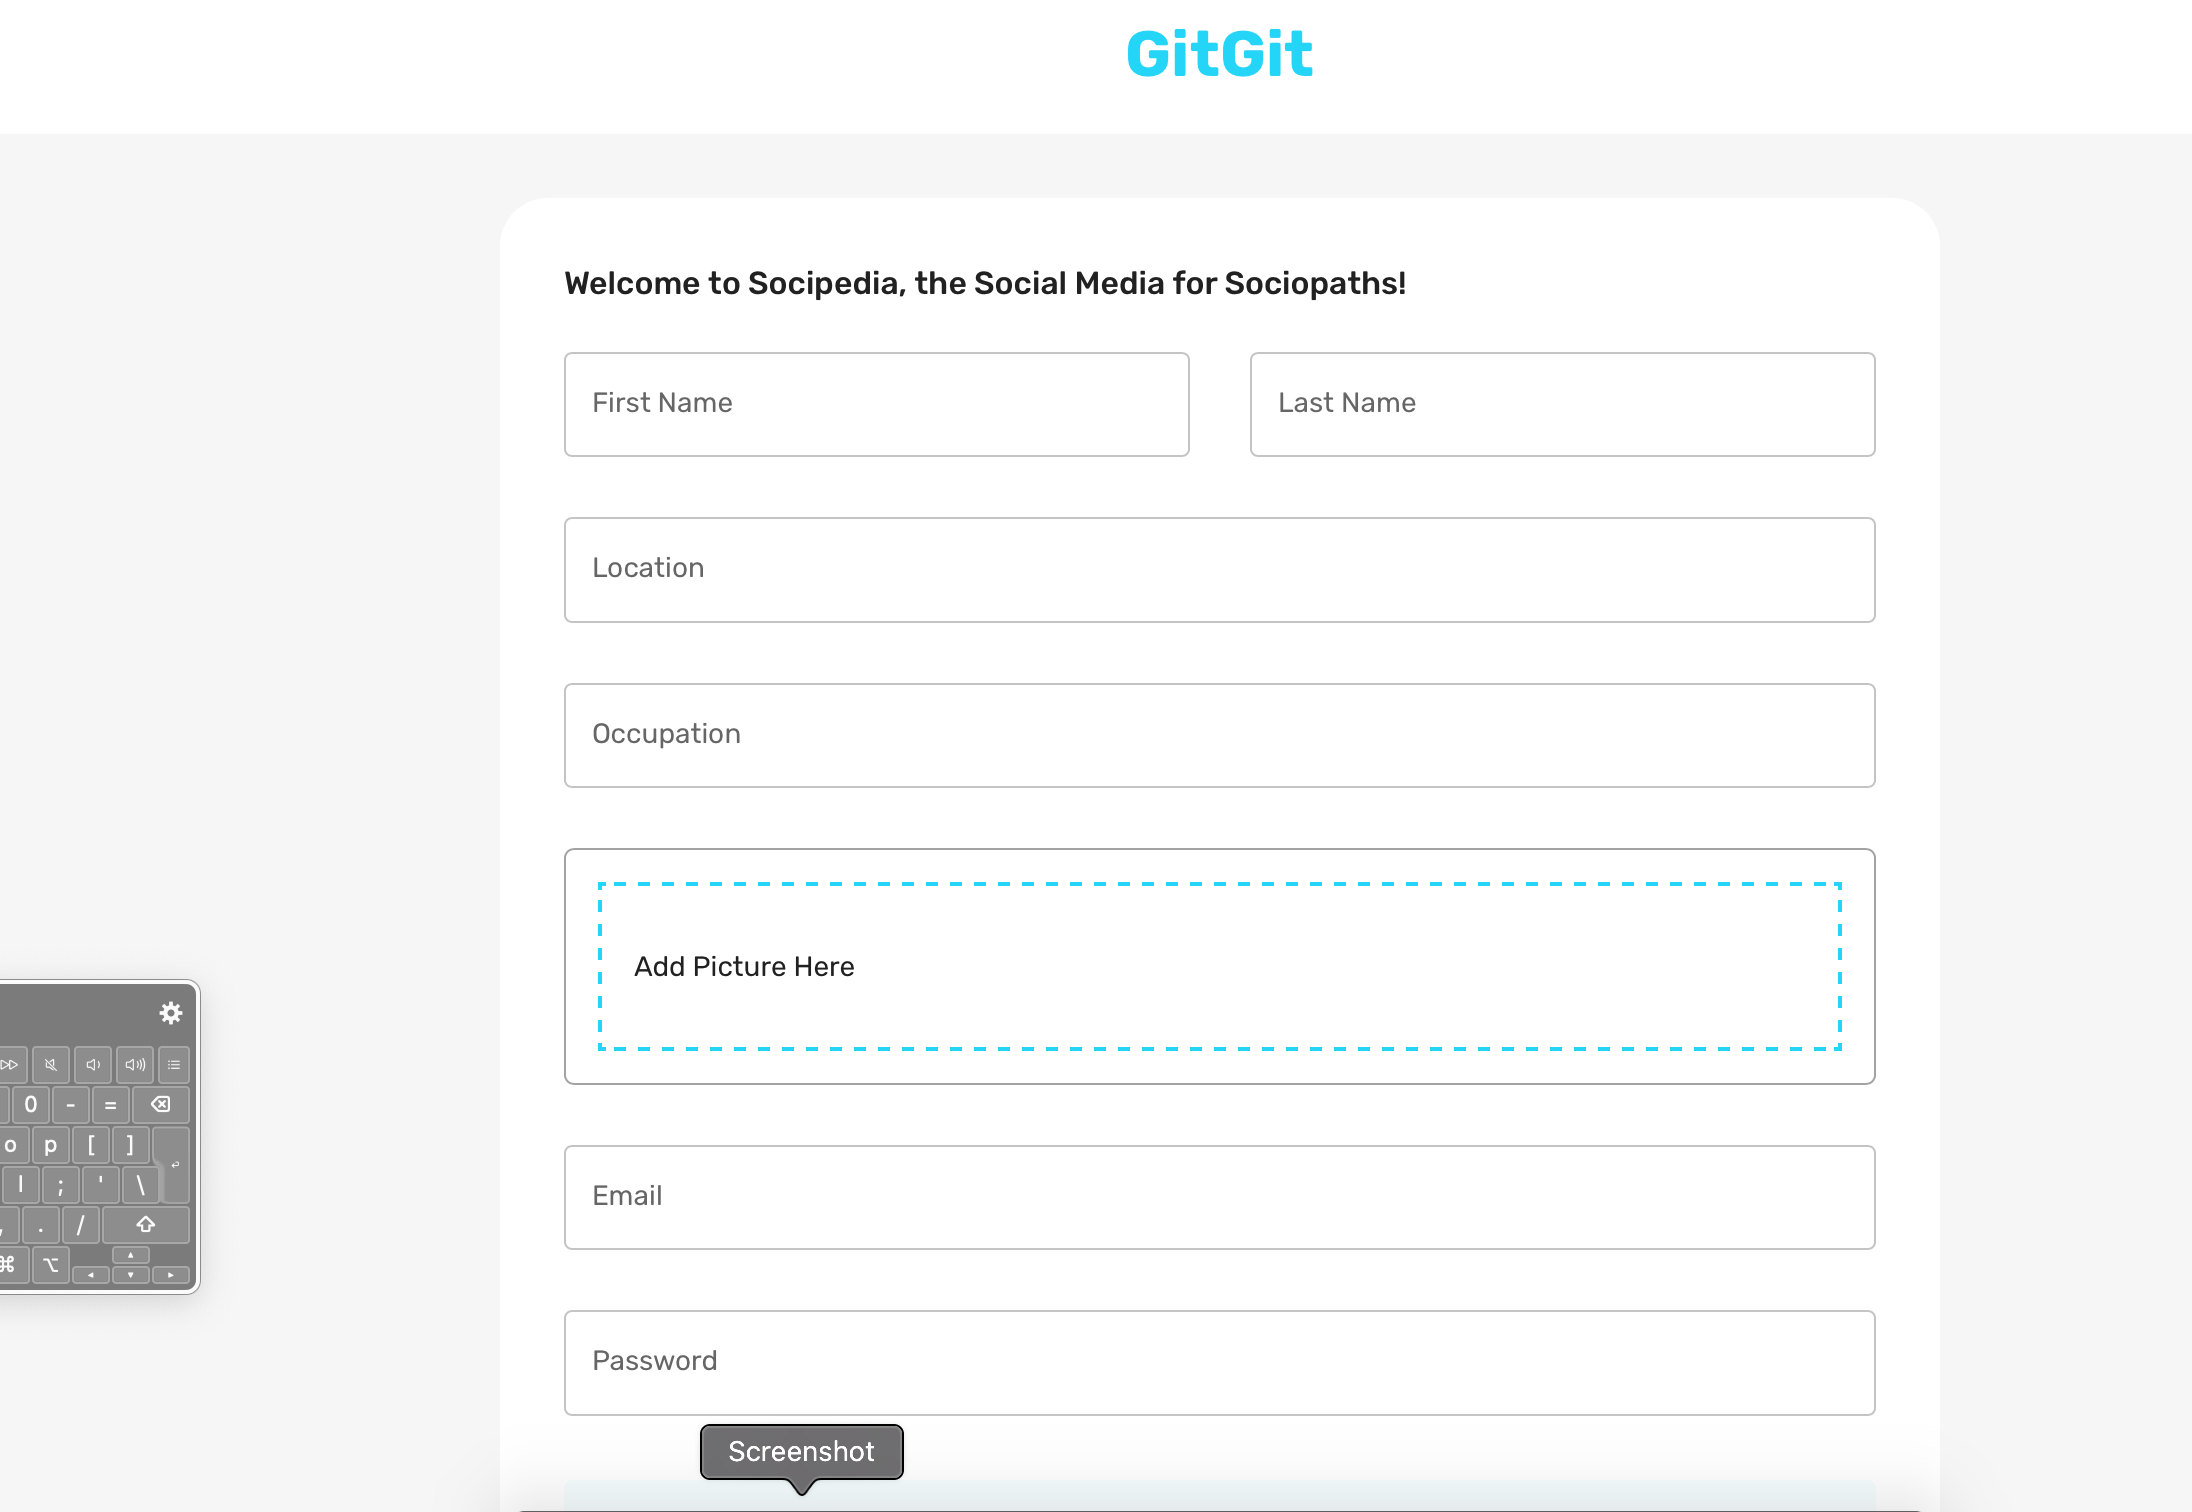 GitGit
Welcome to Socipedia, the Social Media for Sociopaths!
First Name
Last Name
Location
Occupation
Add Picture Here
0 - =
o p [ ]
l ; ' \
, . /
⌘ ⌥
Email
Password
Screenshot